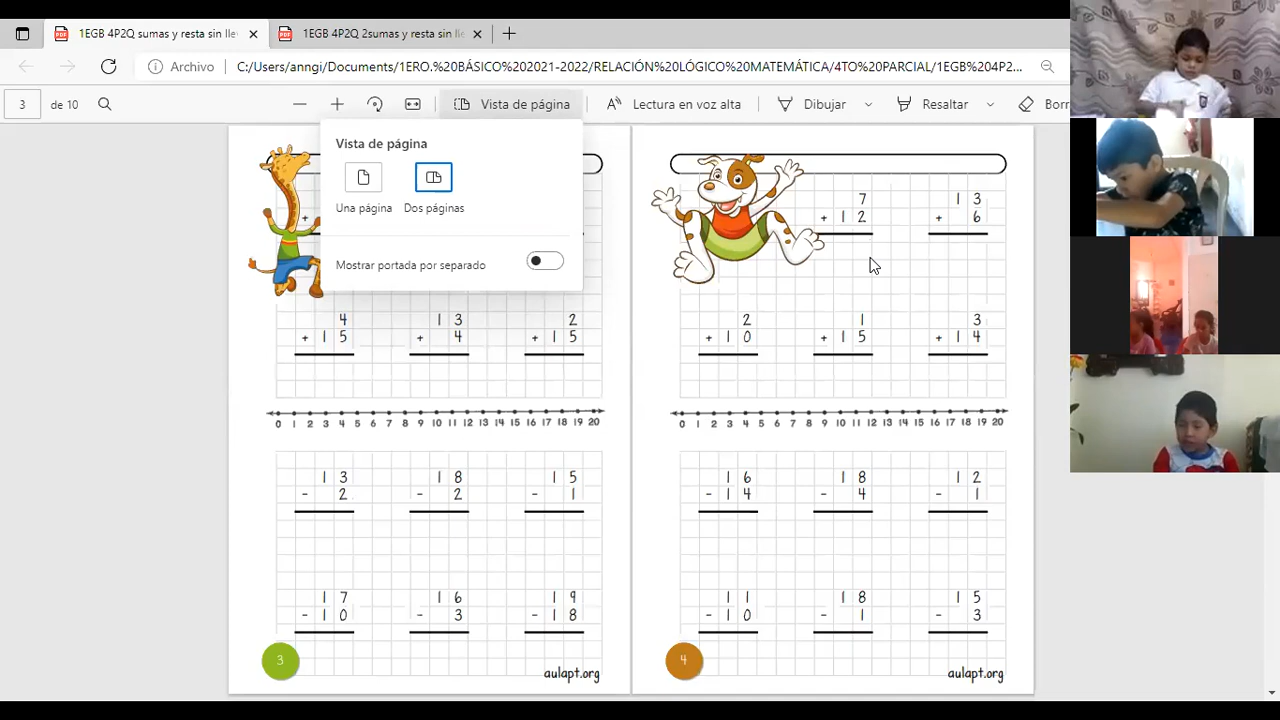 1EGB 4P2Q sumas y resta sin lle
1EGB 4P2Q 2sumas y resta sin lle
Archivo
C:/Users/anngi/Documents/1ERO.%20BÁSICO%202021-2022/RELACIÓN%20LÓGICO%20MATEMÁTICA/4TO%20PARCIAL/1EGB%204P2...
3 de 10
Vista de página
Lectura en voz alta
Dibujar
Resaltar
Borr
Vista de página
Una página Dos páginas
Mostrar portada por separado
+
4 13 2
+ 15 + 4 + 15
0 1 2 3 4 5 6 7 8 9 10 11 12 13 14 15 16 17 18 19 20
13 18 15
- 2 - 2 - 1
17 16 19
- 10 - 3 - 18
3
aulapt.org
7 13
+ 12 + 6
2 1 3
+ 10 + 15 + 14
0 1 2 3 4 5 6 7 8 9 10 11 12 13 14 15 16 17 18 19 20
16 18 12
- 14 - 4 - 1
11 18 15
- 10 - 1 - 3
4
aulapt.org